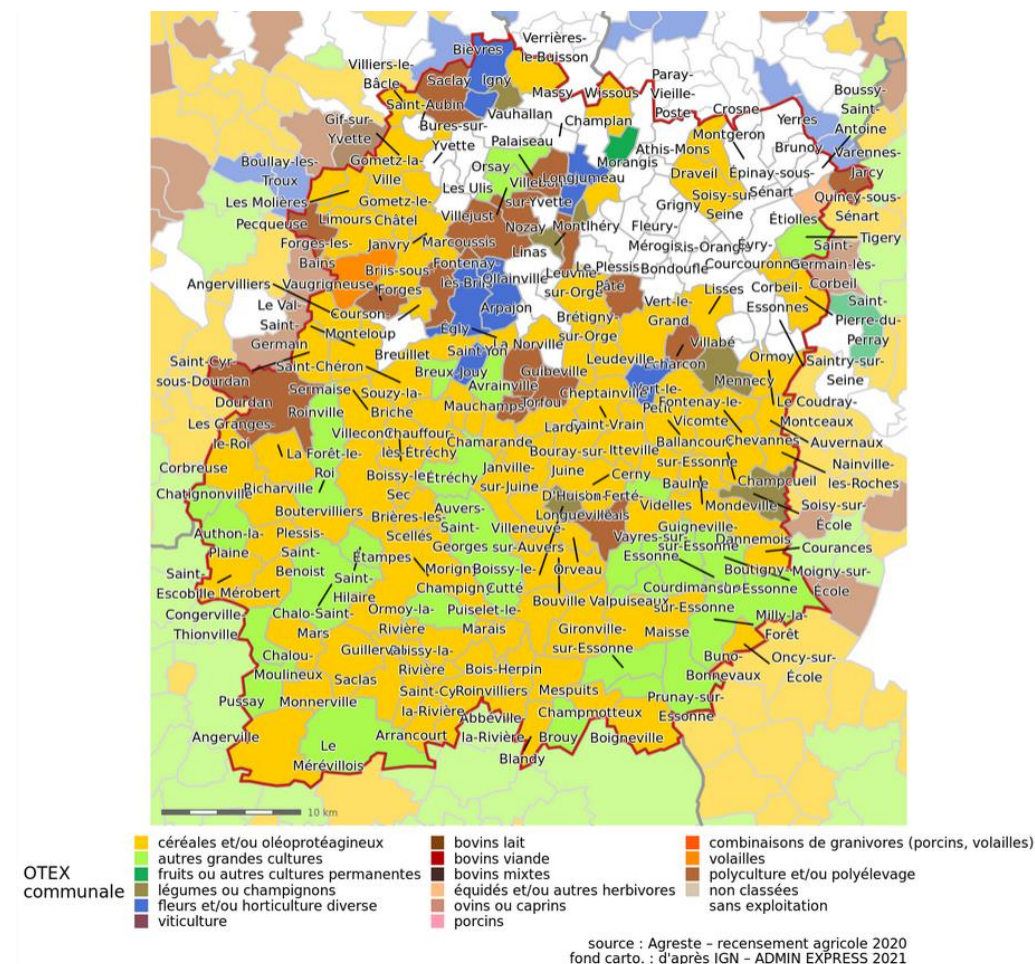 Bièvres
Verrières-
le-Buisson
Villiers-le-
Bâcle
Saclay
Igny
Massy
Wissous
Paray-
Vieille-
Poste
Boussy-
Saint-
Antoine
Saint-Aubin
Vauhallan
Champlan
Crosne
Yerres
Gif-sur-
Yvette
Bures-sur-
Yvette
Palaiseau
Athis-Mons
Montgeron
Brunoy
Varennes-
Jarcy
Boullay-les-
Troux
Gometz-la-
Ville
Orsay
Longjumeau
Morangis
Draveil
Épinay-sous-
Sénart
Les Molières
Les Ulis
sur-Yvette
Quincy-sous-
Sénart
Pecqueuse
Limours
Gometz-le-
Châtel
Villejust
Nozay
Montlhéry
Grigny
Soisy-sur-
Seine
Étiolles
Tigery
Forges-les-
Bains
Janvry
Marcoussis
Linas
Fleury-
Mérogis
Saint-
Germain-lès-
Corbeil
Angervilliers
Vaugrigneuse
Briis-sous-
Forges
Fontenay-
Ollainville
Leuville-
sur-Orge
Le Plessis-
Pâté
Bondoufle
Courcouronnes
Lisses
Corbeil-
Essonnes
Saint-
Pierre-du-
Perray
Le Val-
Saint-
Germain
Courson-
Monteloup
Arpajon
Brétigny-
sur-Orge
Vert-le-
Grand
Égly
La Norville
Villabé
Saint-Cyr-
sous-Dourdan
Saint-Chéron
Breuillet
Saint-Yon
Leudeville
Echarcon
Ormoy
Saintry-sur-
Seine
Breux-Jouy
Avrainville
Guibeville
Cheptainville
Vert-le-
Petit
Mennecy
Dourdan
Sermaise
Roinville
Souzy-la-
Briche
Mauchamps
Torfou
Fontenay-le-
Vicomte
Le Coudray-
Montceaux
Les Granges-
le-Roi
Villeconin
Chauffour-
lès-Étréchy
Chamarande
Lardy
Saint-Vrain
Ballancourt-
sur-Essonne
Chevannes
Auvernaux
La Forêt-le-
Roi
Bouray-sur-
Juine
Itteville
Nainville-
les-Roches
Corbreuse
Chatignonville
Richarville
Boissy-le-
Sec
Étréchy
Janville-
sur-Juine
Cerny
Baulne
Champcueil
Boutervilliers
Brières-les-
Scellés
Auvers-
Saint-
Georges
D'Huison-
Longueville
Videlles
Mondeville
Soisy-sur-
École
Authon-la-
Plaine
Plessis-
Saint-
Benoist
Villeneuve-
sur-Auvers
Vayres-sur-
Essonne
Guigneville-
sur-Essonne
Dannemois
Courances
Saint-
Escobille
Mérobert
Étampes
Saint-
Hilaire
Boissy-le-
Cutté
Orveau
Boutigny-
sur-Essonne
Moigny-sur-
École
Congerville-
Thionville
Chalo-Saint-
Mars
Ormoy-la-
Rivière
Puiselet-le-
Marais
Bouville
Valpuiseaux
Milly-la-
Forêt
Chalou-
Moulineux
Guillerval
Gironville-
sur-Essonne
Maisse
Buno-
Bonnevaux
Oncy-sur-
École
Pussay
Monnerville
Saclas
Bois-Herpin
Roinvilliers
la-Rivière
Mespuits
Prunay-sur-
Essonne
Angerville
Le
Mérévillois
Arrancourt
Abbéville-
la-Rivière
Blandy
Brouy
Champmotteux
Boigneville
10 km
OTEX
communale
céréales et/ou oléoprotéagineux
autres grandes cultures
fruits ou autres cultures permanentes
légumes ou champignons
fleurs et/ou horticulture diverse
viticulture
bovins lait
bovins viande
bovins mixtes
équidés et/ou autres herbivores
ovins ou caprins
porcins
combinaisons de granivores (porcins, volailles)
volailles
polyculture et/ou polyélevage
non classées
sans exploitation
source : Agreste – recensement agricole 2020
fond carto. : d'après IGN – ADMIN EXPRESS 2021